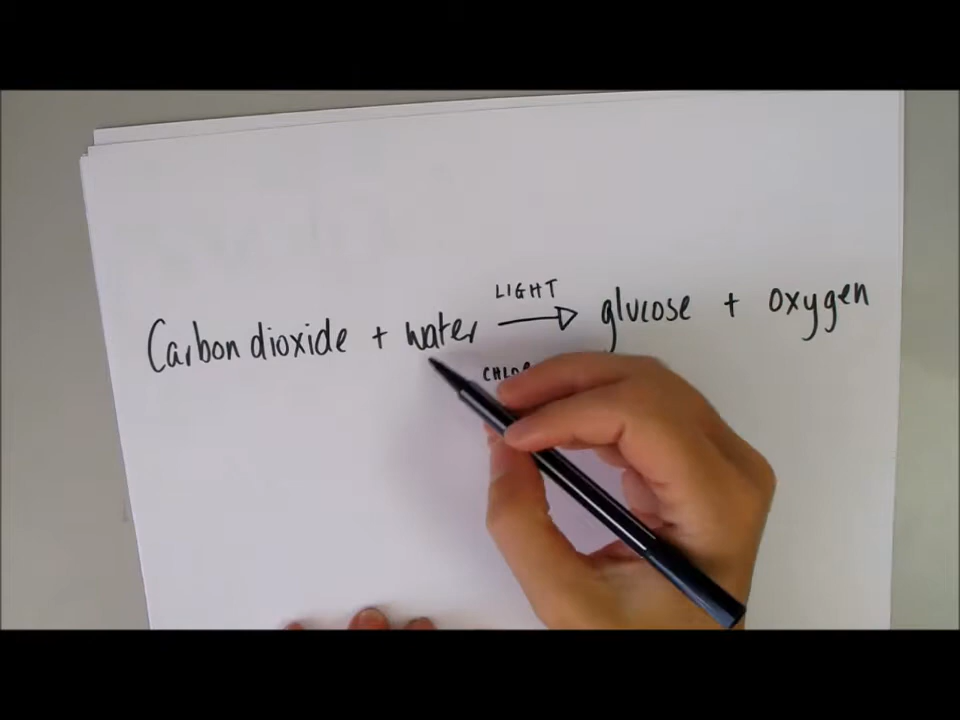 LIGHT
Carbon dioxide + water → glucose + oxygen